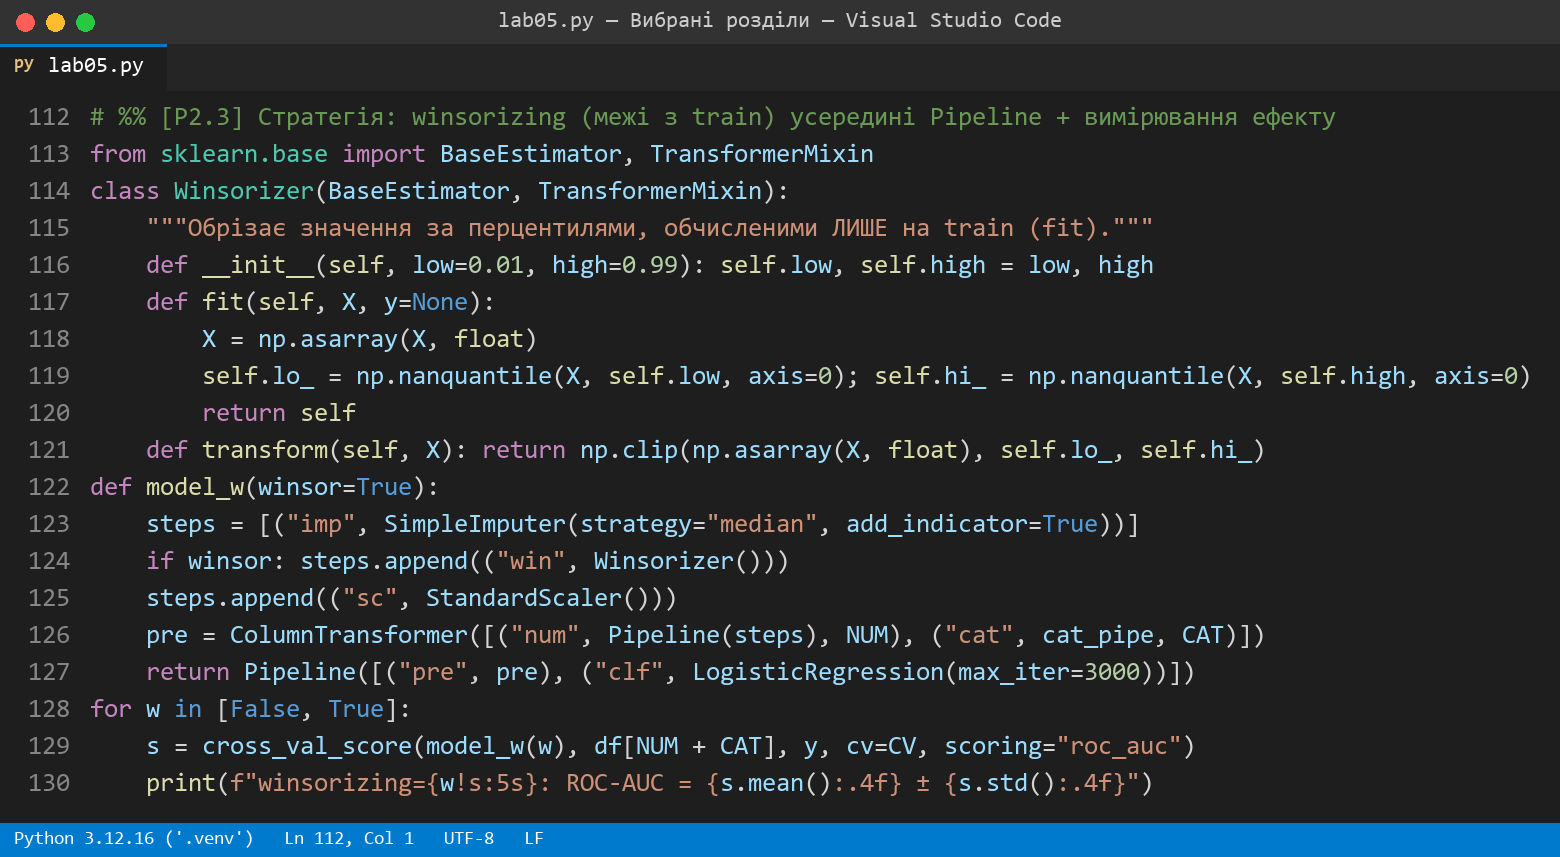 lab05.py — Вибрані розділи — Visual Studio Code
py lab05.py
112 # %% [P2.3] Стратегія: winsorizing (межі з train) усередині Pipeline + вимірювання ефекту
113 from sklearn.base import BaseEstimator, TransformerMixin
114 class Winsorizer(BaseEstimator, TransformerMixin):
115     """Обрізає значення за перцентилями, обчисленими ЛИШЕ на train (fit)."""
116     def __init__(self, low=0.01, high=0.99): self.low, self.high = low, high
117     def fit(self, X, y=None):
118         X = np.asarray(X, float)
119         self.lo_ = np.nanquantile(X, self.low, axis=0); self.hi_ = np.nanquantile(X, self.high, axis=0)
120         return self
121     def transform(self, X): return np.clip(np.asarray(X, float), self.lo_, self.hi_)
122 def model_w(winsor=True):
123     steps = [("imp", SimpleImputer(strategy="median", add_indicator=True))]
124     if winsor: steps.append(("win", Winsorizer()))
125     steps.append(("sc", StandardScaler()))
126     pre = ColumnTransformer([("num", Pipeline(steps), NUM), ("cat", cat_pipe, CAT)])
127     return Pipeline([("pre", pre), ("clf", LogisticRegression(max_iter=3000))])
128 for w in [False, True]:
129     s = cross_val_score(model_w(w), df[NUM + CAT], y, cv=CV, scoring="roc_auc")
130     print(f"winsorizing={w!s:5s}: ROC-AUC = {s.mean():.4f} ± {s.std():.4f}")
Python 3.12.16 ('.venv') Ln 112, Col 1 UTF-8 LF